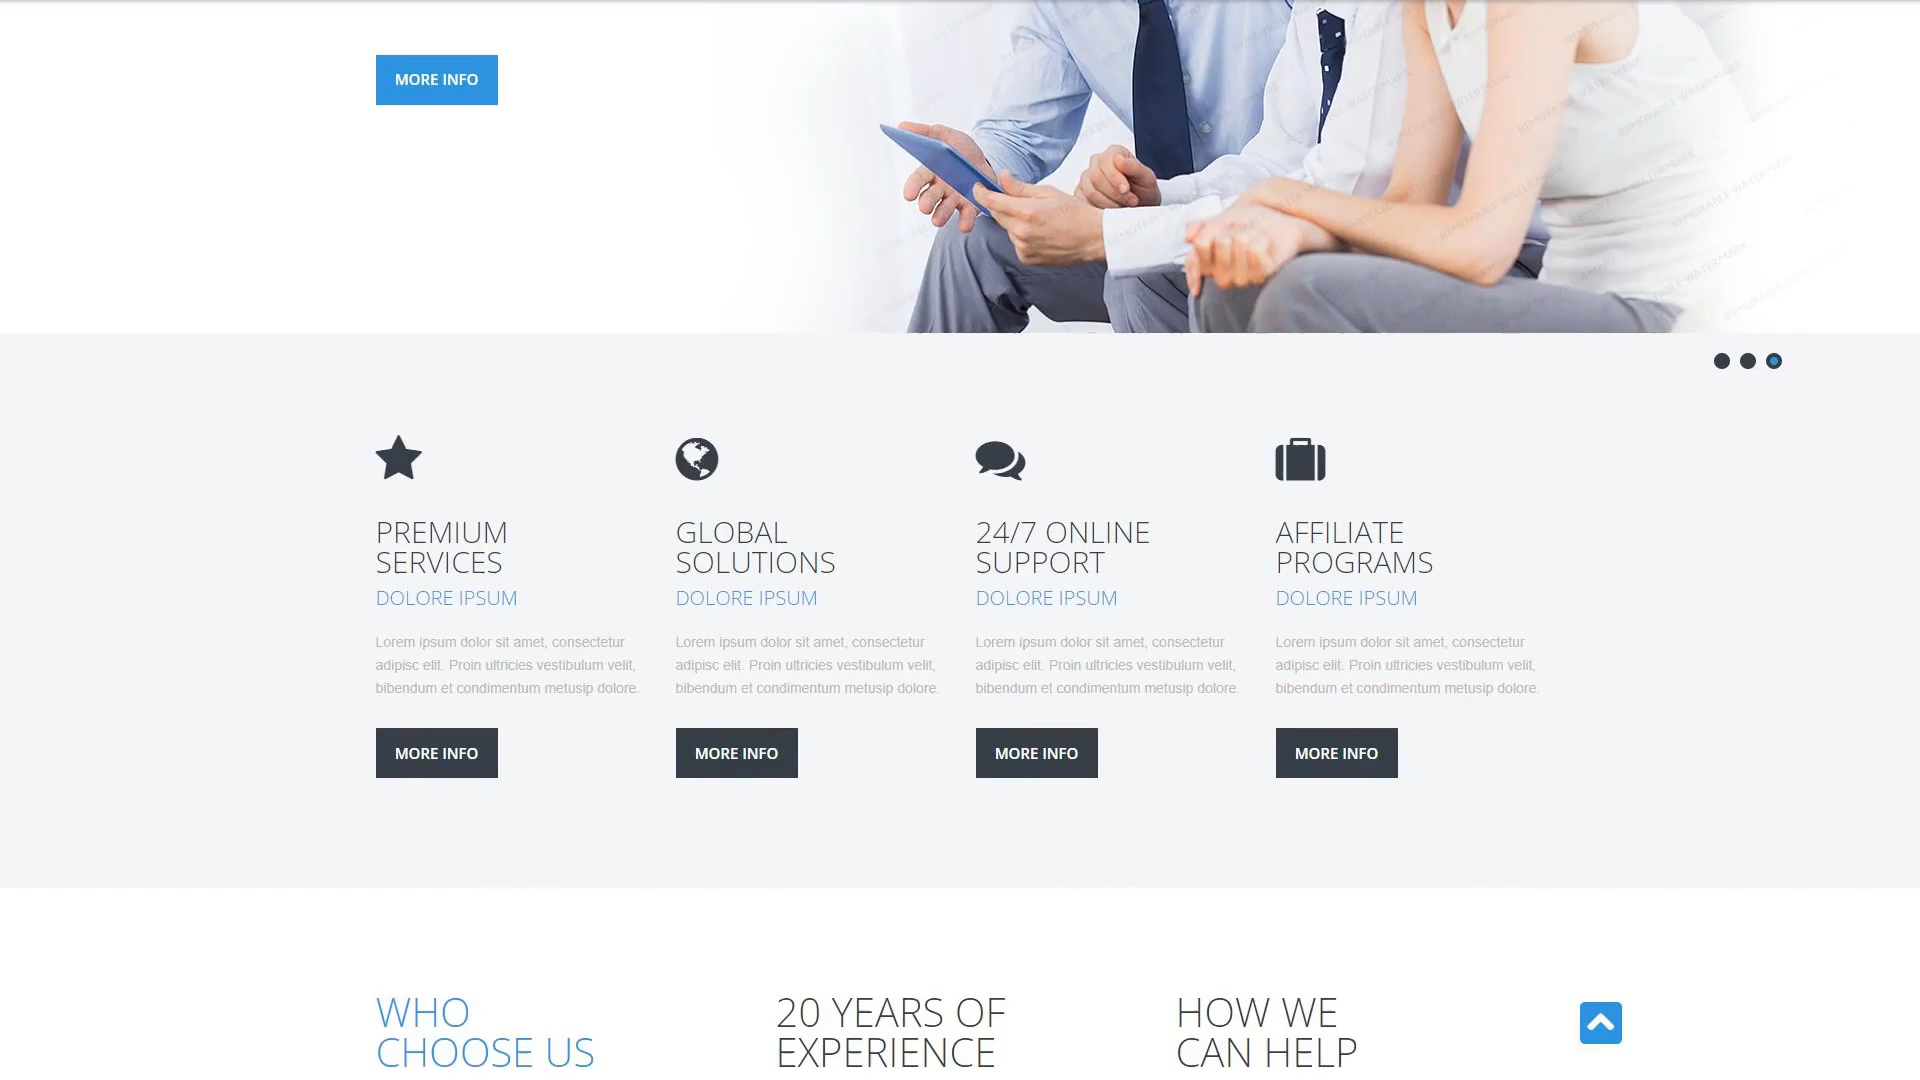 MORE INFO
REMOVABLE WATERMARK
PREMIUM
SERVICES
DOLORE IPSUM
Lorem ipsum dolor sit amet, consectetur
adipisc elit. Proin ultricies vestibulum velit,
bibendum et condimentum metusip dolore.
MORE INFO
GLOBAL
SOLUTIONS
DOLORE IPSUM
Lorem ipsum dolor sit amet, consectetur
adipisc elit. Proin ultricies vestibulum velit,
bibendum et condimentum metusip dolore.
MORE INFO
24/7 ONLINE
SUPPORT
DOLORE IPSUM
Lorem ipsum dolor sit amet, consectetur
adipisc elit. Proin ultricies vestibulum velit,
bibendum et condimentum metusip dolore.
MORE INFO
AFFILIATE
PROGRAMS
DOLORE IPSUM
Lorem ipsum dolor sit amet, consectetur
adipisc elit. Proin ultricies vestibulum velit,
bibendum et condimentum metusip dolore.
MORE INFO
WHO
CHOOSE US
20 YEARS OF
EXPERIENCE
HOW WE
CAN HELP